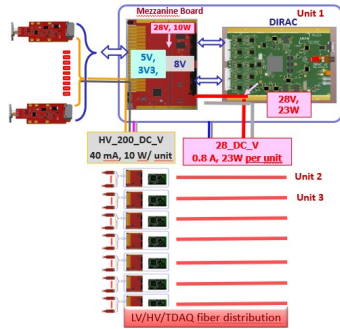 Mezzanine Board
Unit 1
DIRAC
28V, 10W
5V,
3V3,
8V
28V,
23W
HV_200_DC_V
40 mA, 10 W/ unit
28_DC_V
0.8 A, 23W per unit
Unit 2
Unit 3
LV/HV/TDAQ fiber distribution